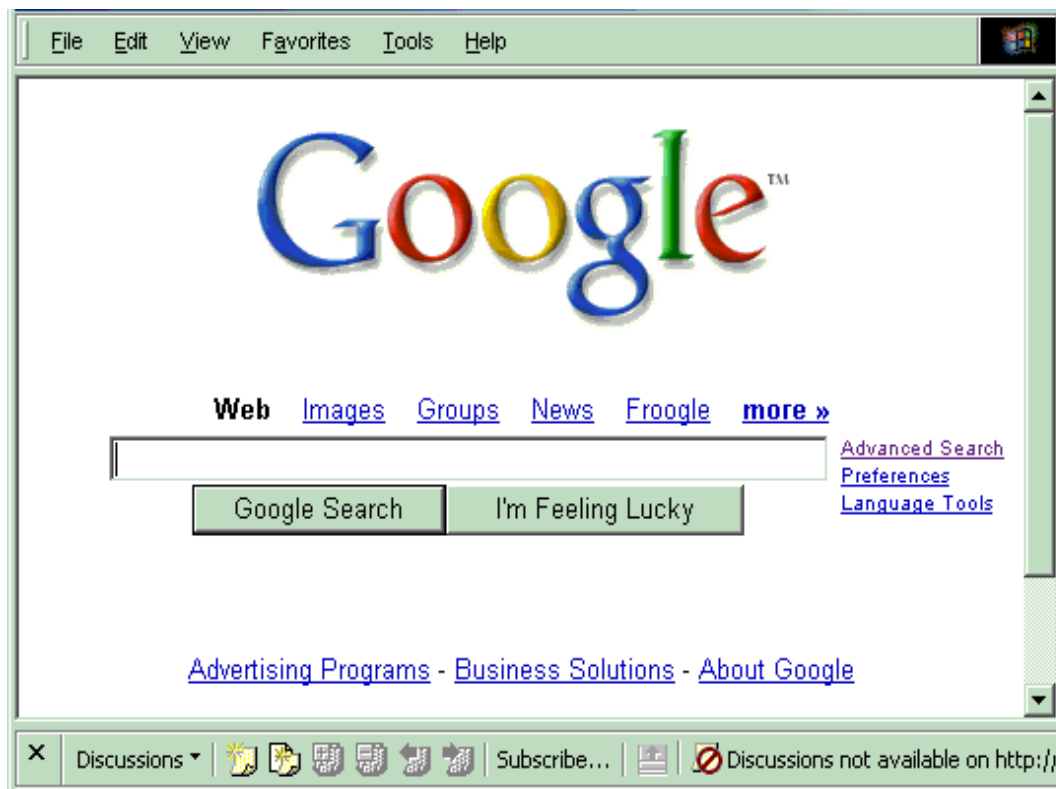 File Edit View Favorites Tools Help
Google™
Web Images Groups News Froogle more »
Advanced Search
Preferences
Language Tools
Google Search I'm Feeling Lucky
Advertising Programs - Business Solutions - About Google
× Discussions Subscribe... Discussions not available on http://